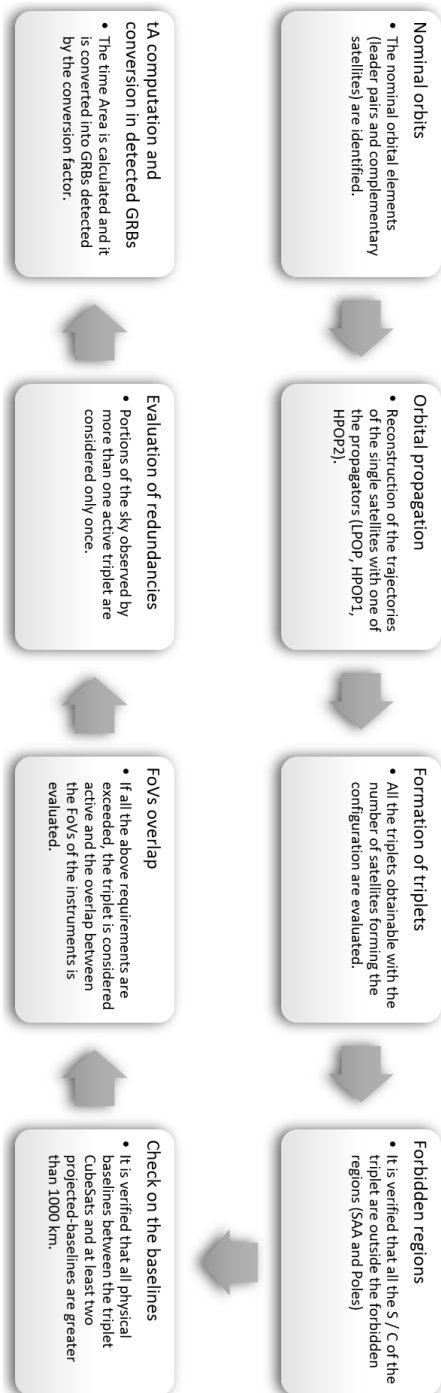 Nominal orbits
• The nominal orbital elements
(leader pairs and complementary
satellites) are identified.
Orbital propagation
• Reconstruction of the trajectories
of the single satellites with one of
the propagators (LPOP, HPOP1,
HPOP2).
Formation of triplets
• All the triplets obtainable with the
number of satellites forming the
configuration are evaluated.
Forbidden regions
• It is verified that all the S / C of the
triplet are outside the forbidden
regions (SAA and Poles)
Check on the baselines
• It is verified that all physical
baselines between the triplet
CubeSats and at least two
projected-baselines are greater
than 1000 km.
FoVs overlap
• If all the above requirements are
exceeded, the triplet is considered
active and the overlap between
the FoVs of the instruments is
evaluated.
Evaluation of redundancies
• Portions of the sky observed by
more than one active triplet are
considered only once.
tA computation and
conversion in detected GRBs
• The time Area is calculated and it
is converted into GRBs detected
by the conversion factor.